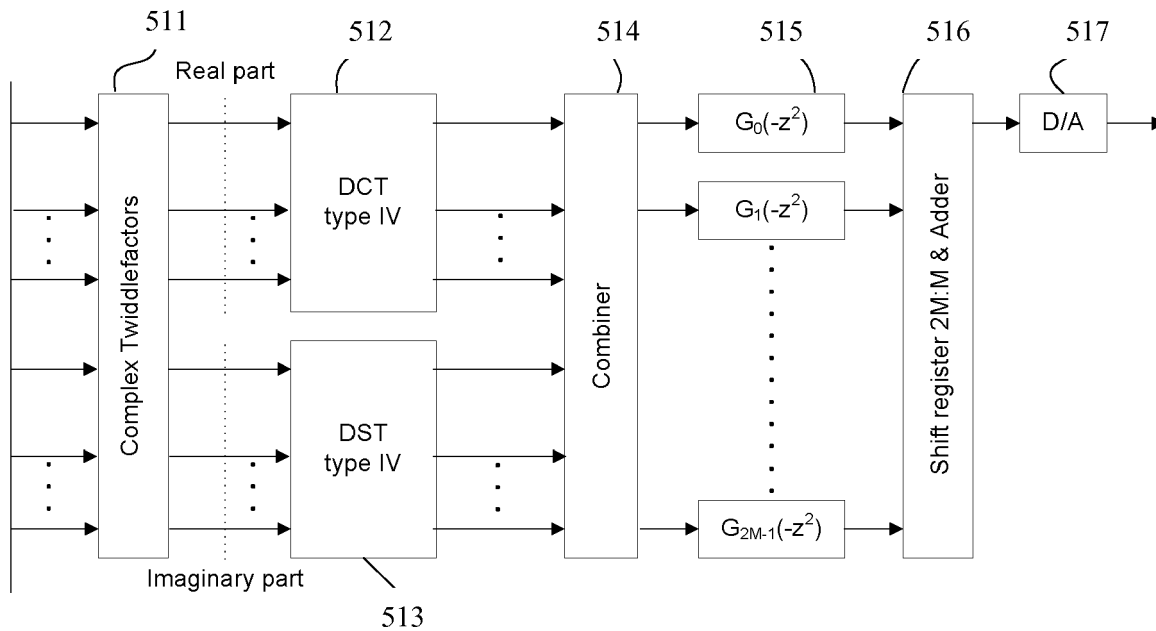 511
512
514
515
516
517
Real part
Complex Twiddlefactors
DCT
type IV
DST
type IV
Combiner
G₀(-z²)
G₁(-z²)
G₂M-₁(-z²)
Shift register 2M:M & Adder
D/A
Imaginary part
513